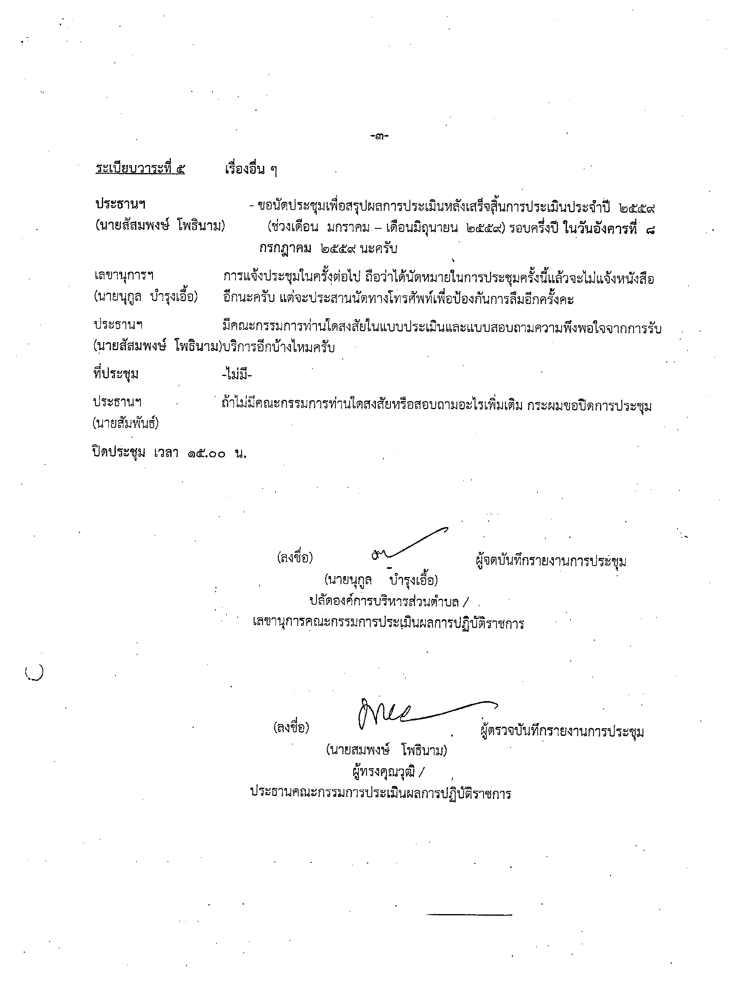 -๓-
ระเบียบวาระที่ ๕ เรื่องอื่น ๆ
ประธานฯ - ขอนัดประชุมเพื่อสรุปผลการประเมินหลังเสร็จสิ้นการประเมินประจำปี ๒๕๕๙
(นายสัสมพงษ์ โพธินาม) (ช่วงเดือน มกราคม – เดือนมิถุนายน ๒๕๕๙) รอบครึ่งปี ในวันอังคารที่ ๘
กรกฎาคม ๒๕๕๙ นะครับ
เลขานุการฯ การแจ้งประชุมในครั้งต่อไป ถือว่าได้นัดหมายในการประชุมครั้งนี้แล้วจะไม่แจ้งหนังสือ
(นายนุกูล บำรุงเอื้อ) อีกนะครับ แต่จะประสานนัดทางโทรศัพท์เพื่อป้องกันการลืมอีกครั้งคะ
ประธานฯ มีคณะกรรมการท่านใดสงสัยในแบบประเมินและแบบสอบถามความพึงพอใจจากการรับ
(นายสัสมพงษ์ โพธินาม)บริการอีกบ้างไหมครับ
ที่ประชุม -ไม่มี-
ประธานฯ ถ้าไม่มีคณะกรรมการท่านใดสงสัยหรือสอบถามอะไรเพิ่มเติม กระผมขอปิดการประชุม
(นายสัมพันธ์)
ปิดประชุม เวลา ๑๕.๐๐ น.
(ลงชื่อ) ผู้จดบันทึกรายงานการประชุม
(นายนุกูล บำรุงเอื้อ)
ปลัดองค์การบริหารส่วนตำบล /
เลขานุการคณะกรรมการประเมินผลการปฏิบัติราชการ
(ลงชื่อ) ผู้ตรวจบันทึกรายงานการประชุม
(นายสมพงษ์ โพธินาม)
ผู้ทรงคุณวุฒิ /
ประธานคณะกรรมการประเมินผลการปฏิบัติราชการ